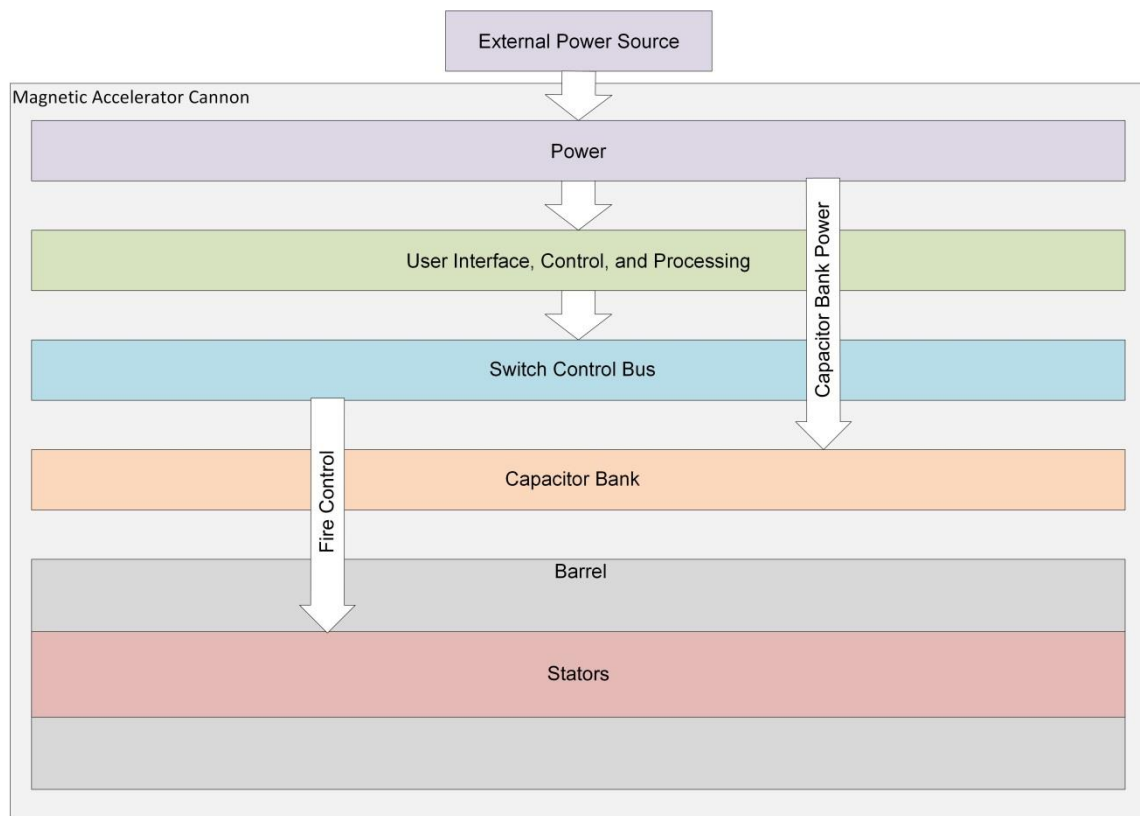 External Power Source
Magnetic Accelerator Cannon
Power
User Interface, Control, and Processing
Capacitor Bank Power
Switch Control Bus
Capacitor Bank
Fire Control
Barrel
Stators